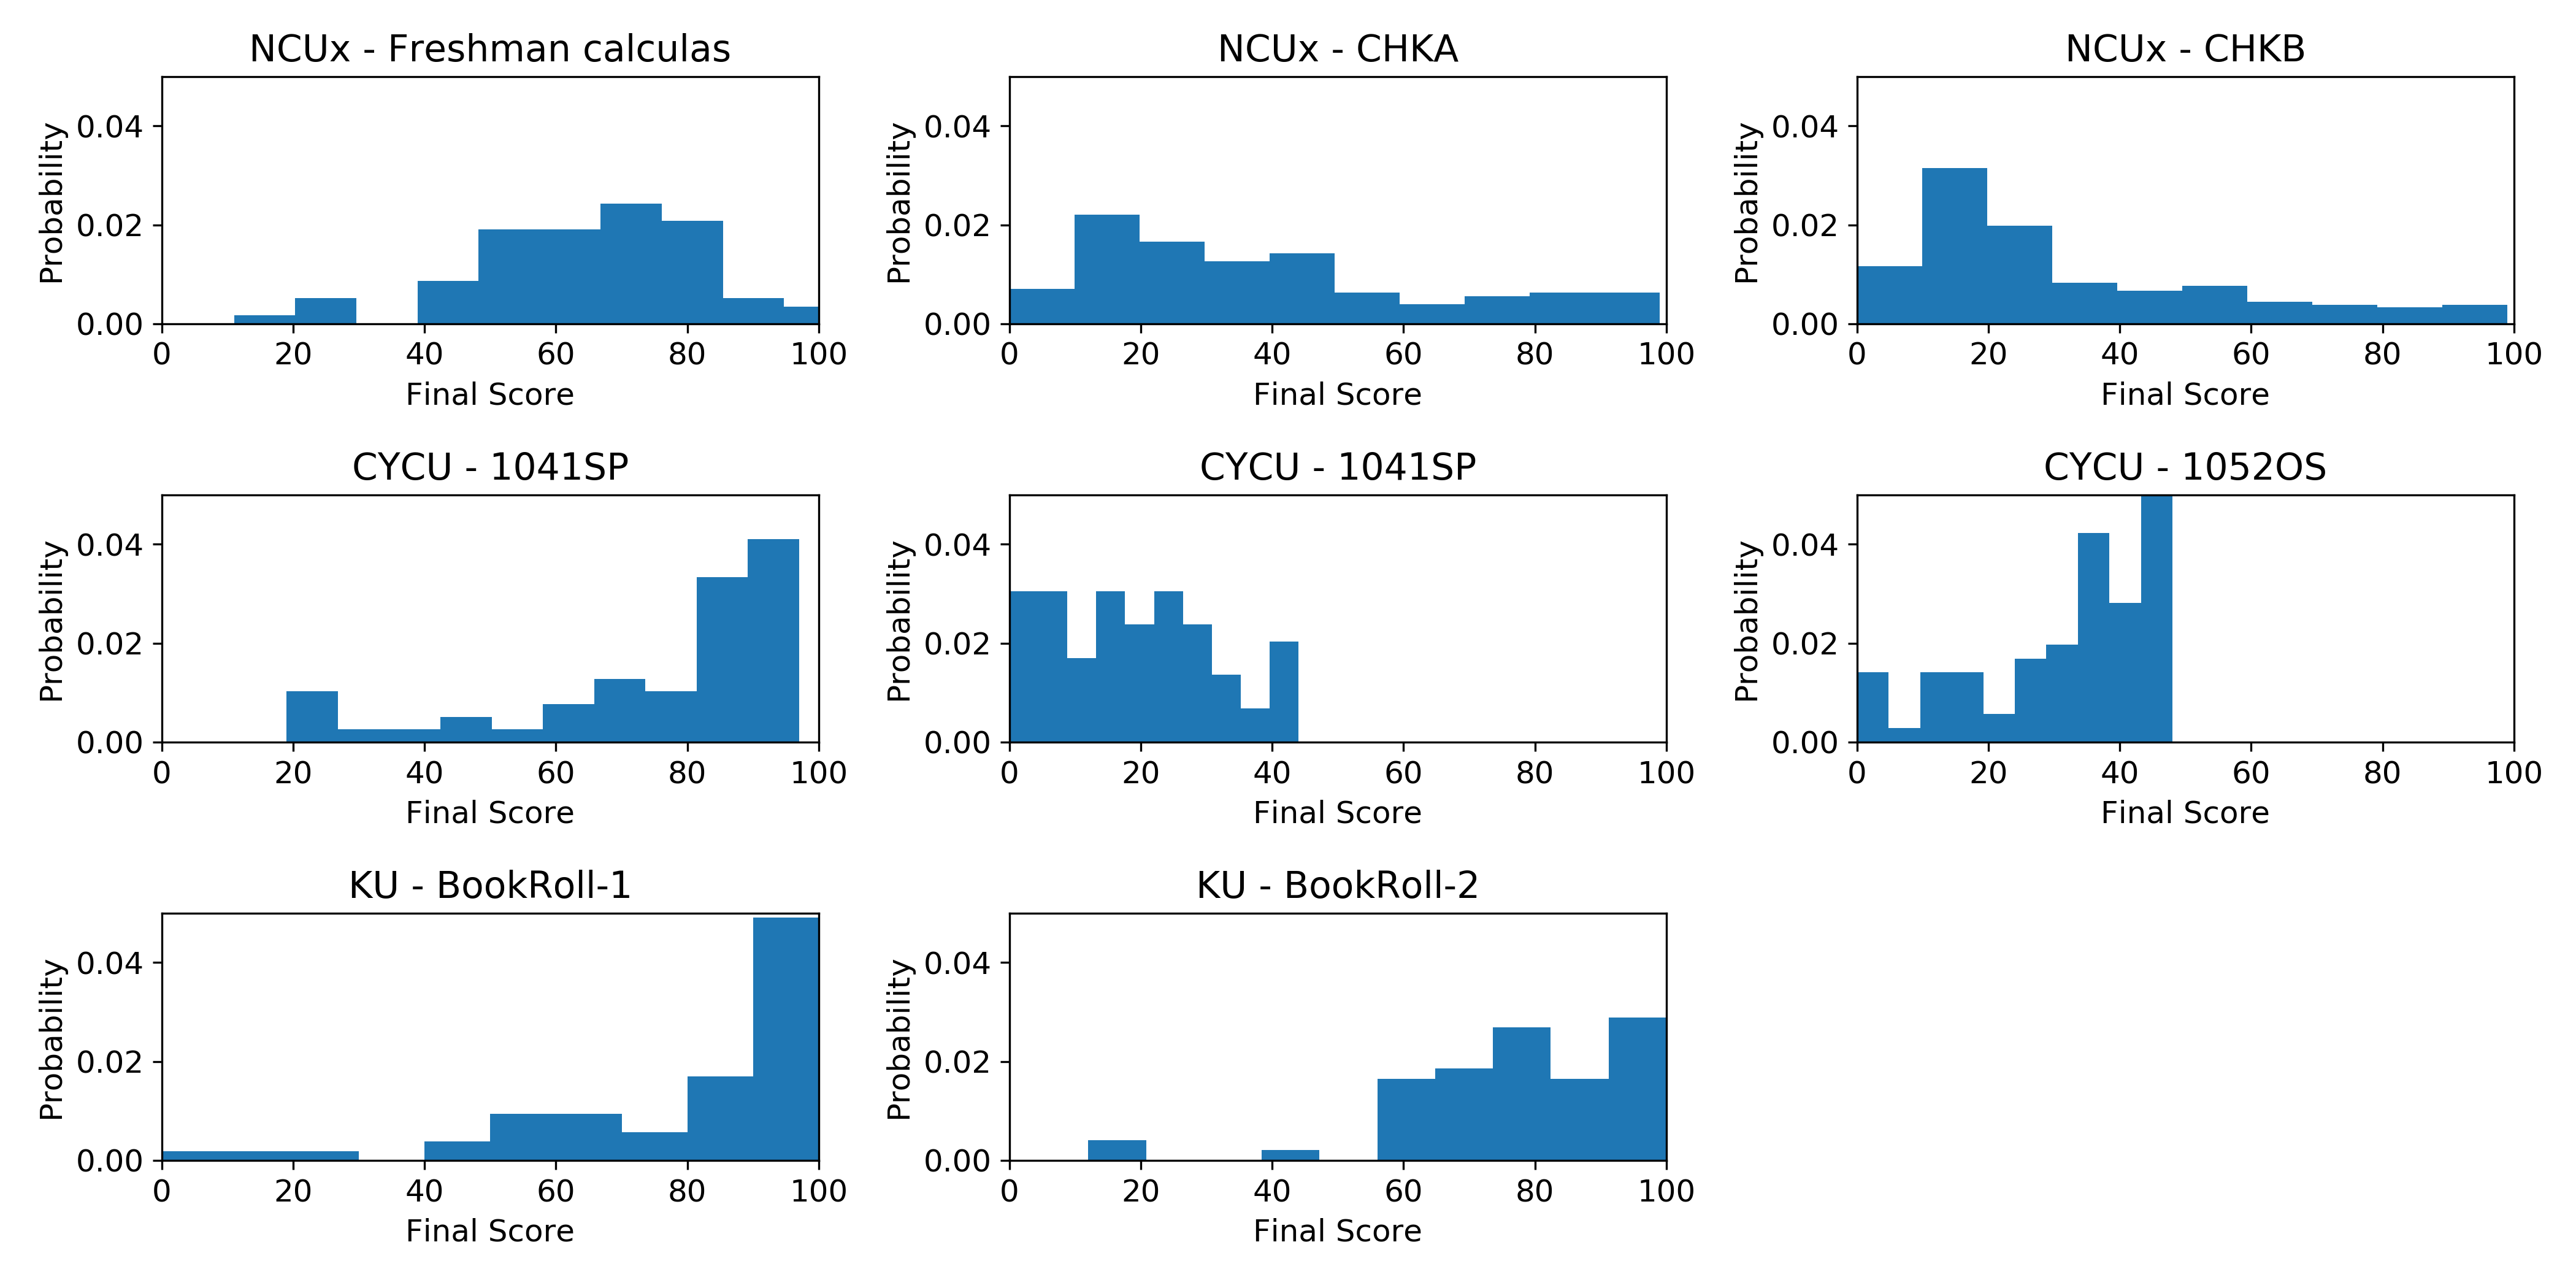 NCUx - Freshman calculas
NCUx - CHKA
NCUx - CHKB
Probability
0.04
0.02
0.00
0 20 40 60 80 100
Final Score
Probability
0.04
0.02
0.00
0 20 40 60 80 100
Final Score
Probability
0.04
0.02
0.00
0 20 40 60 80 100
Final Score
CYCU - 1041SP
CYCU - 1041SP
CYCU - 1052OS
Probability
0.04
0.02
0.00
0 20 40 60 80 100
Final Score
Probability
0.04
0.02
0.00
0 20 40 60 80 100
Final Score
Probability
0.04
0.02
0.00
0 20 40 60 80 100
Final Score
KU - BookRoll-1
KU - BookRoll-2
Probability
0.04
0.02
0.00
0 20 40 60 80 100
Final Score
Probability
0.04
0.02
0.00
0 20 40 60 80 100
Final Score